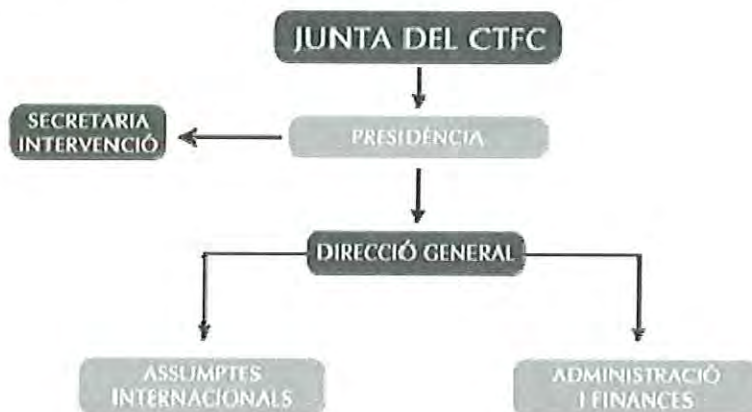 JUNTA DEL CTFC
SECRETARIA
INTERVENCIÓ
PRESIDÈNCIA
DIRECCIÓ GENERAL
ASSUMPTES
INTERNACIONALS
ADMINISTRACIÓ
I FINANCES